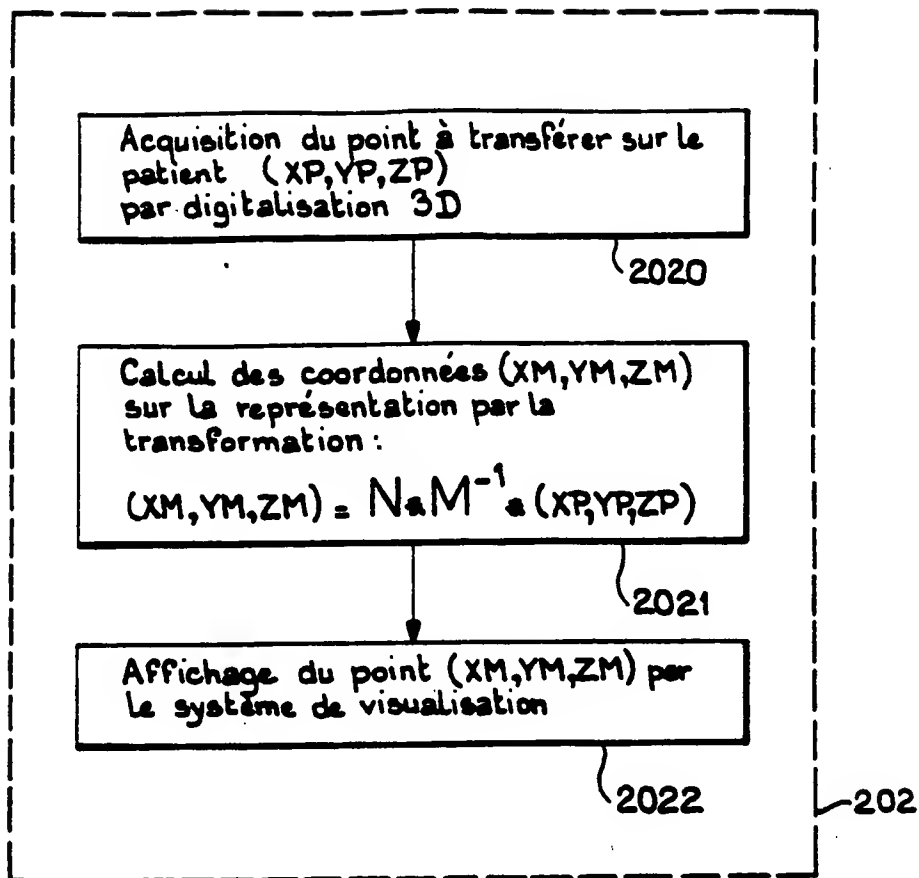 Acquisition du point à transférer sur le
patient (XP,YP,ZP)
par digitalisation 3D
2020
Calcul des coordonnées (XM,YM,ZM)
sur la représentation par la
transformation :
(XM,YM,ZM) = N * M⁻¹ * (XP,YP,ZP)
2021
Affichage du point (XM,YM,ZM) par
le système de visualisation
2022
202